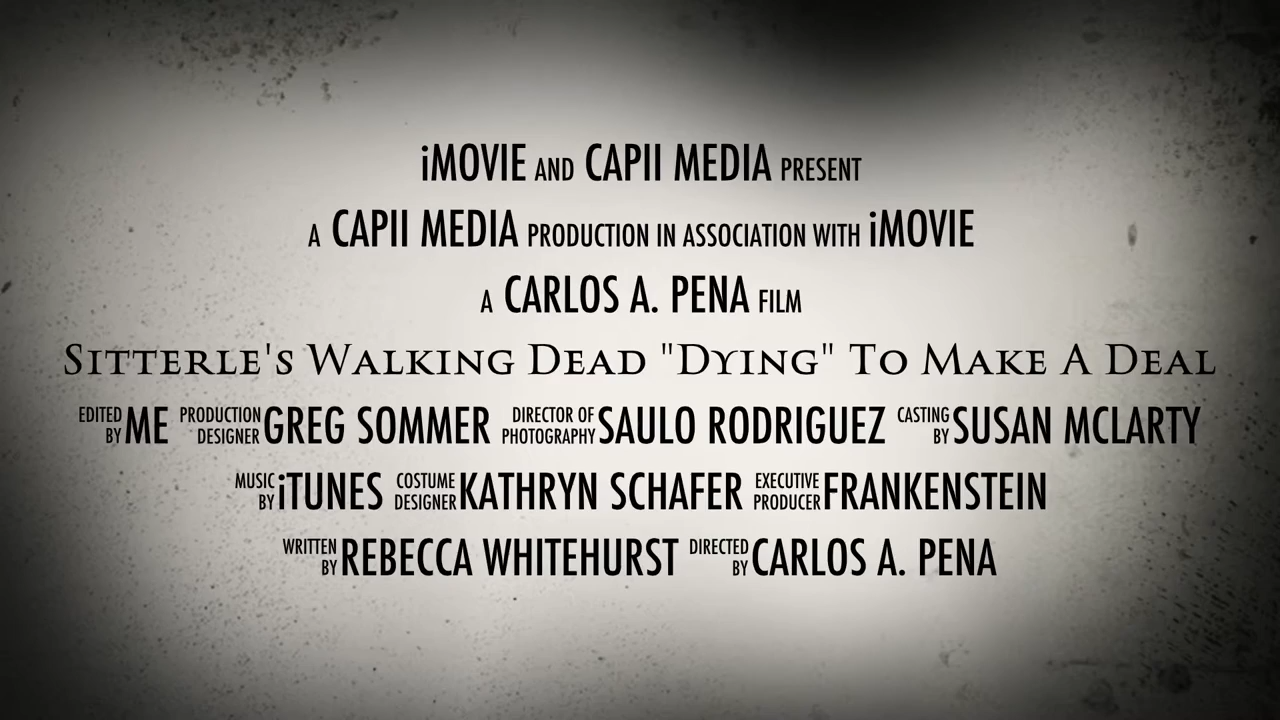 iMOVIE AND CAPII MEDIA PRESENT
A CAPII MEDIA PRODUCTION IN ASSOCIATION WITH iMOVIE
A CARLOS A. PENA FILM
SITTERLE'S WALKING DEAD "DYING" TO MAKE A DEAL
EDITED BY ME PRODUCTION DESIGNER GREG SOMMER DIRECTOR OF PHOTOGRAPHY SAULO RODRIGUEZ CASTING BY SUSAN MCLARTY
MUSIC BY iTUNES COSTUME DESIGNER KATHRYN SCHAFER EXECUTIVE PRODUCER FRANKENSTEIN
WRITTEN BY REBECCA WHITEHURST DIRECTED BY CARLOS A. PENA